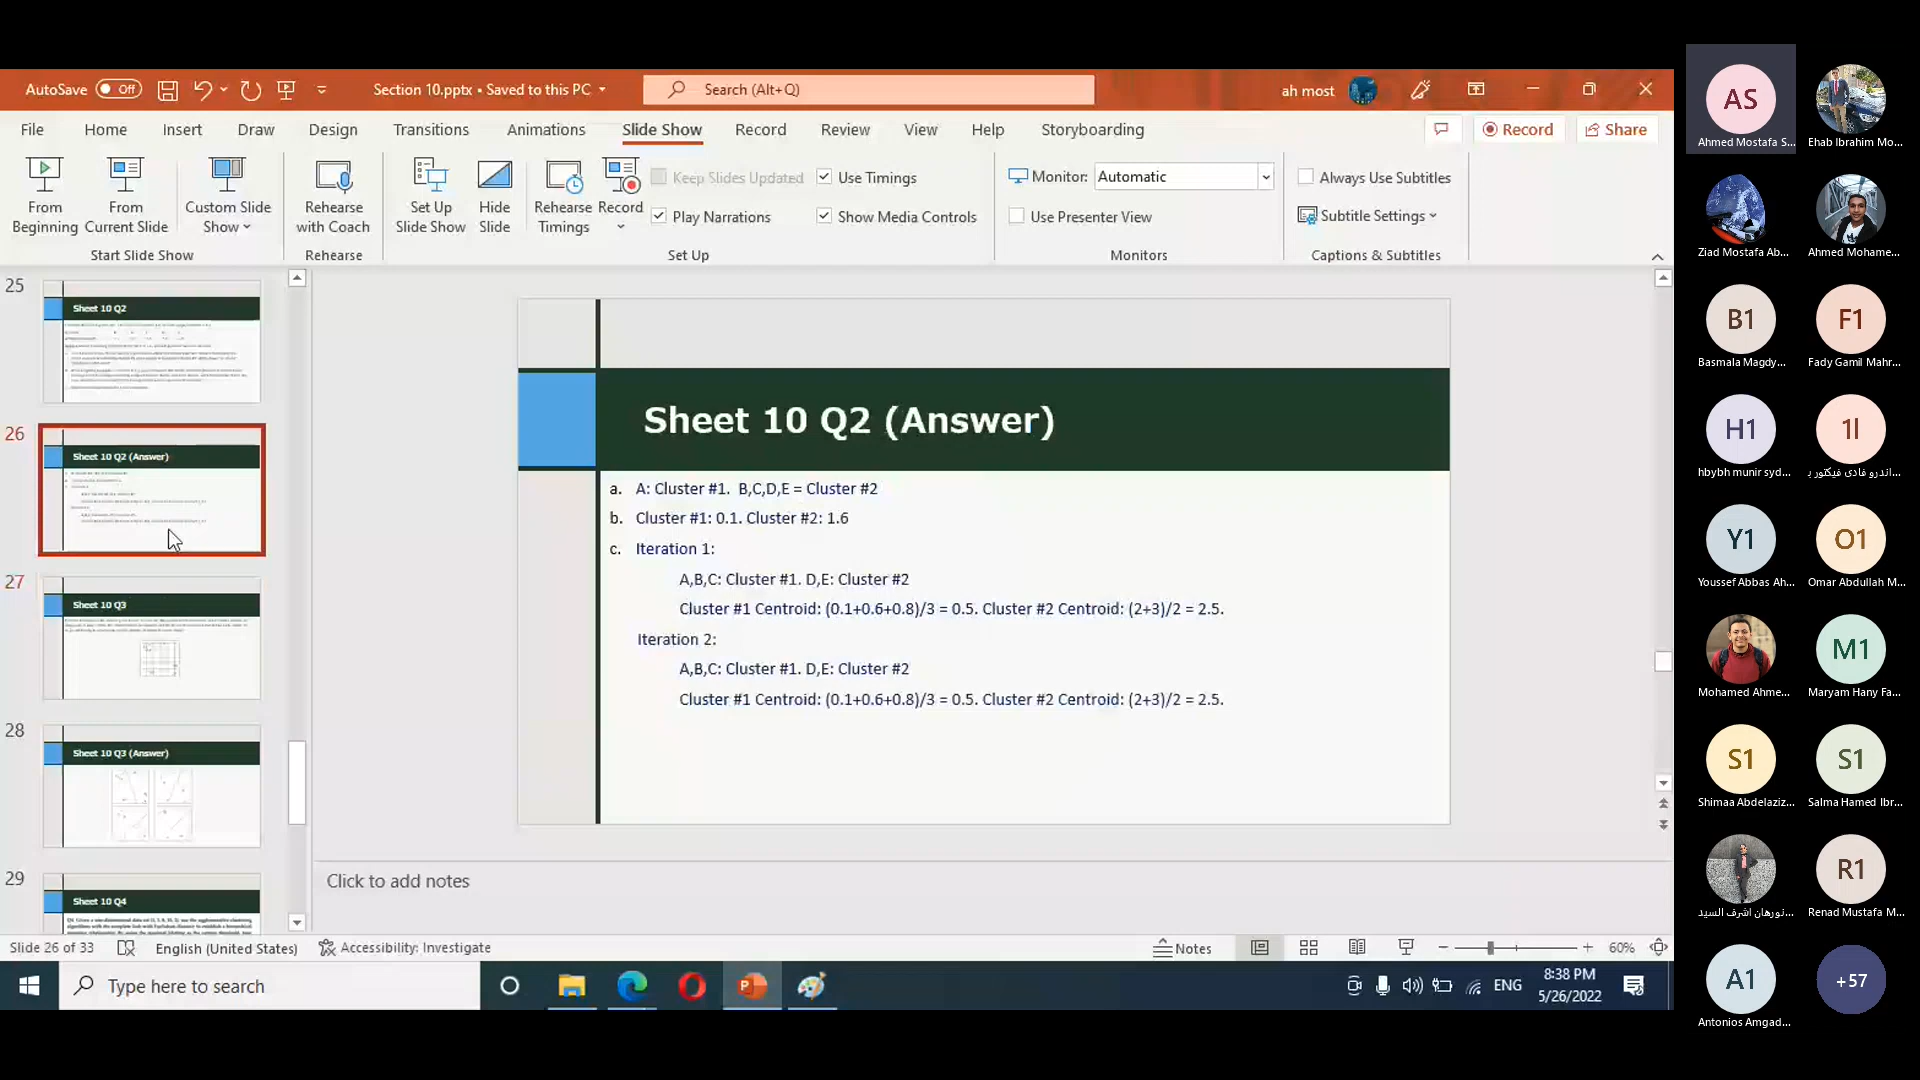 AutoSave Off Section 10.pptx • Saved to this PC Search (Alt+Q) ah most
File Home Insert Draw Design Transitions Animations Slide Show Record Review View Help Storyboarding Record Share
From Beginning
From Current Slide
Custom Slide Show
Start Slide Show
Rehearse with Coach
Rehearse
Set Up Slide Show
Hide Slide
Rehearse Timings
Record
Keep Slides Updated
Play Narrations
Use Timings
Show Media Controls
Set Up
Monitor: Automatic
Use Presenter View
Monitors
Always Use Subtitles
Subtitle Settings
Captions & Subtitles
25
Sheet 10 Q2
26
Sheet 10 Q2 (Answer)
27
Sheet 10 Q3
28
Sheet 10 Q3 (Answer)
29
Sheet 10 Q4
Sheet 10 Q2 (Answer)
a. A: Cluster #1. B,C,D,E = Cluster #2
b. Cluster #1: 0.1. Cluster #2: 1.6
c. Iteration 1:
A,B,C: Cluster #1. D,E: Cluster #2
Cluster #1 Centroid: (0.1+0.6+0.8)/3 = 0.5. Cluster #2 Centroid: (2+3)/2 = 2.5.
Iteration 2:
A,B,C: Cluster #1. D,E: Cluster #2
Cluster #1 Centroid: (0.1+0.6+0.8)/3 = 0.5. Cluster #2 Centroid: (2+3)/2 = 2.5.
Click to add notes
Slide 26 of 33 English (United States) Accessibility: Investigate Notes 60%
Type here to search
ENG
8:38 PM
5/26/2022
AS
Ahmed Mostafa S...
Ehab Ibrahim Mo...
Ziad Mostafa Ab...
Ahmed Mohame...
B1
Basmala Magdy...
F1
Fady Gamil Mahr...
H1
hbybh munir syd...
1ا
اندرو فادى فيكتور ب...
Y1
Youssef Abbas Ah...
O1
Omar Abdullah M...
Mohamed Ahme...
M1
Maryam Hany Fa...
S1
Shimaa Abdelaziz...
S1
Salma Hamed Ibr...
نورهان اشرف السيد...
R1
Renad Mustafa M...
A1
Antonios Amgad...
+57